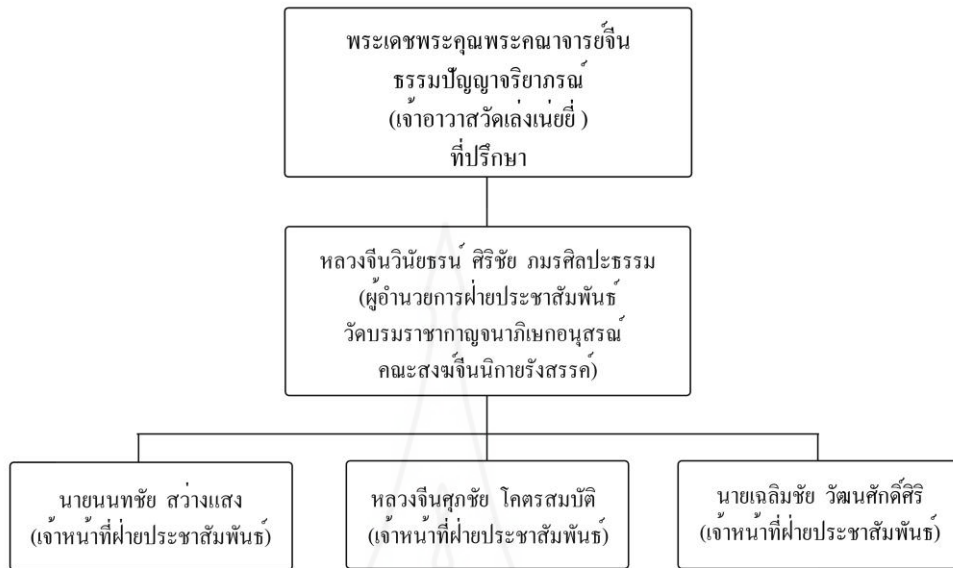 พระเดชพระคุณพระคณาจารย์จีน
ธรรมปัญญาจริยาภรณ์
(เจ้าอาวาสวัดเล่งเน่ยยี่ )
ที่ปรึกษา
หลวงจีนวินัยธรน์ ศิริชัย ภมรศิลปะธรรม
(ผู้อำนวยการฝ่ายประชาสัมพันธ์
วัดบรมราชากาญจนาภิเษกอนุสรณ์
คณะสงฆ์จีนนิกายรังสรรค์)
นายนนทชัย สว่างแสง
(เจ้าหน้าที่ฝ่ายประชาสัมพันธ์)
หลวงจีนศุภชัย โคตรสมบัติ
(เจ้าหน้าที่ฝ่ายประชาสัมพันธ์)
นายเฉลิมชัย วัฒนศักดิ์ศิริ
(เจ้าหน้าที่ฝ่ายประชาสัมพันธ์)